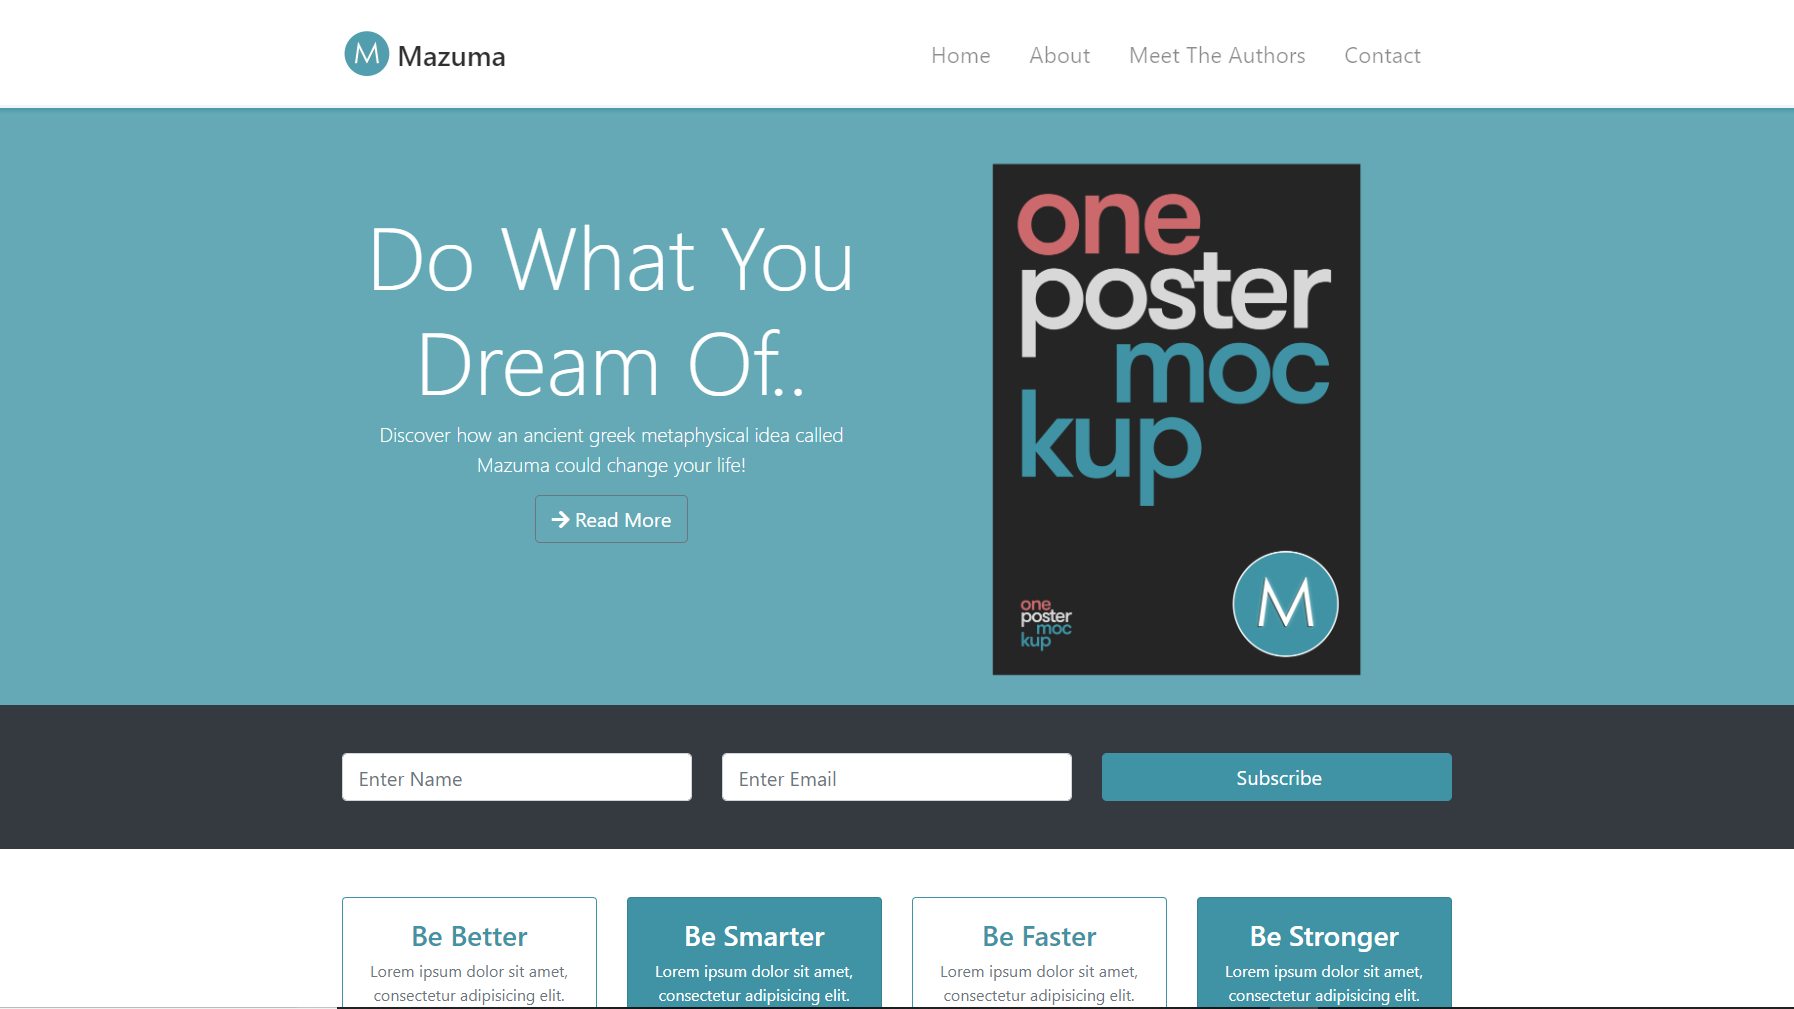 M Mazuma
Home About Meet The Authors Contact
Do What You
Dream Of..
Discover how an ancient greek metaphysical idea called
Mazuma could change your life!
Read More
one
poster
moc
kup
one
poster
moc
kup
M
Enter Name
Enter Email
Subscribe
Be Better
Lorem ipsum dolor sit amet,
consectetur adipisicing elit.
Be Smarter
Lorem ipsum dolor sit amet,
consectetur adipisicing elit.
Be Faster
Lorem ipsum dolor sit amet,
consectetur adipisicing elit.
Be Stronger
Lorem ipsum dolor sit amet,
consectetur adipisicing elit.